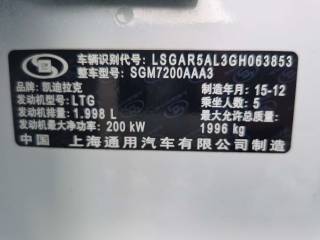 车辆识别代号: LSGAR5AL3GH063853
整车型号: SGM7200AAA3
品牌: 凯迪拉克 制造年月: 15-12
发动机型号: LTG 乘坐人数: 5
发动机排量: 1.998 L 最大允许总质量:
发动机最大净功率: 200 kW 1996 kg
中国 上海通用汽车有限公司制造